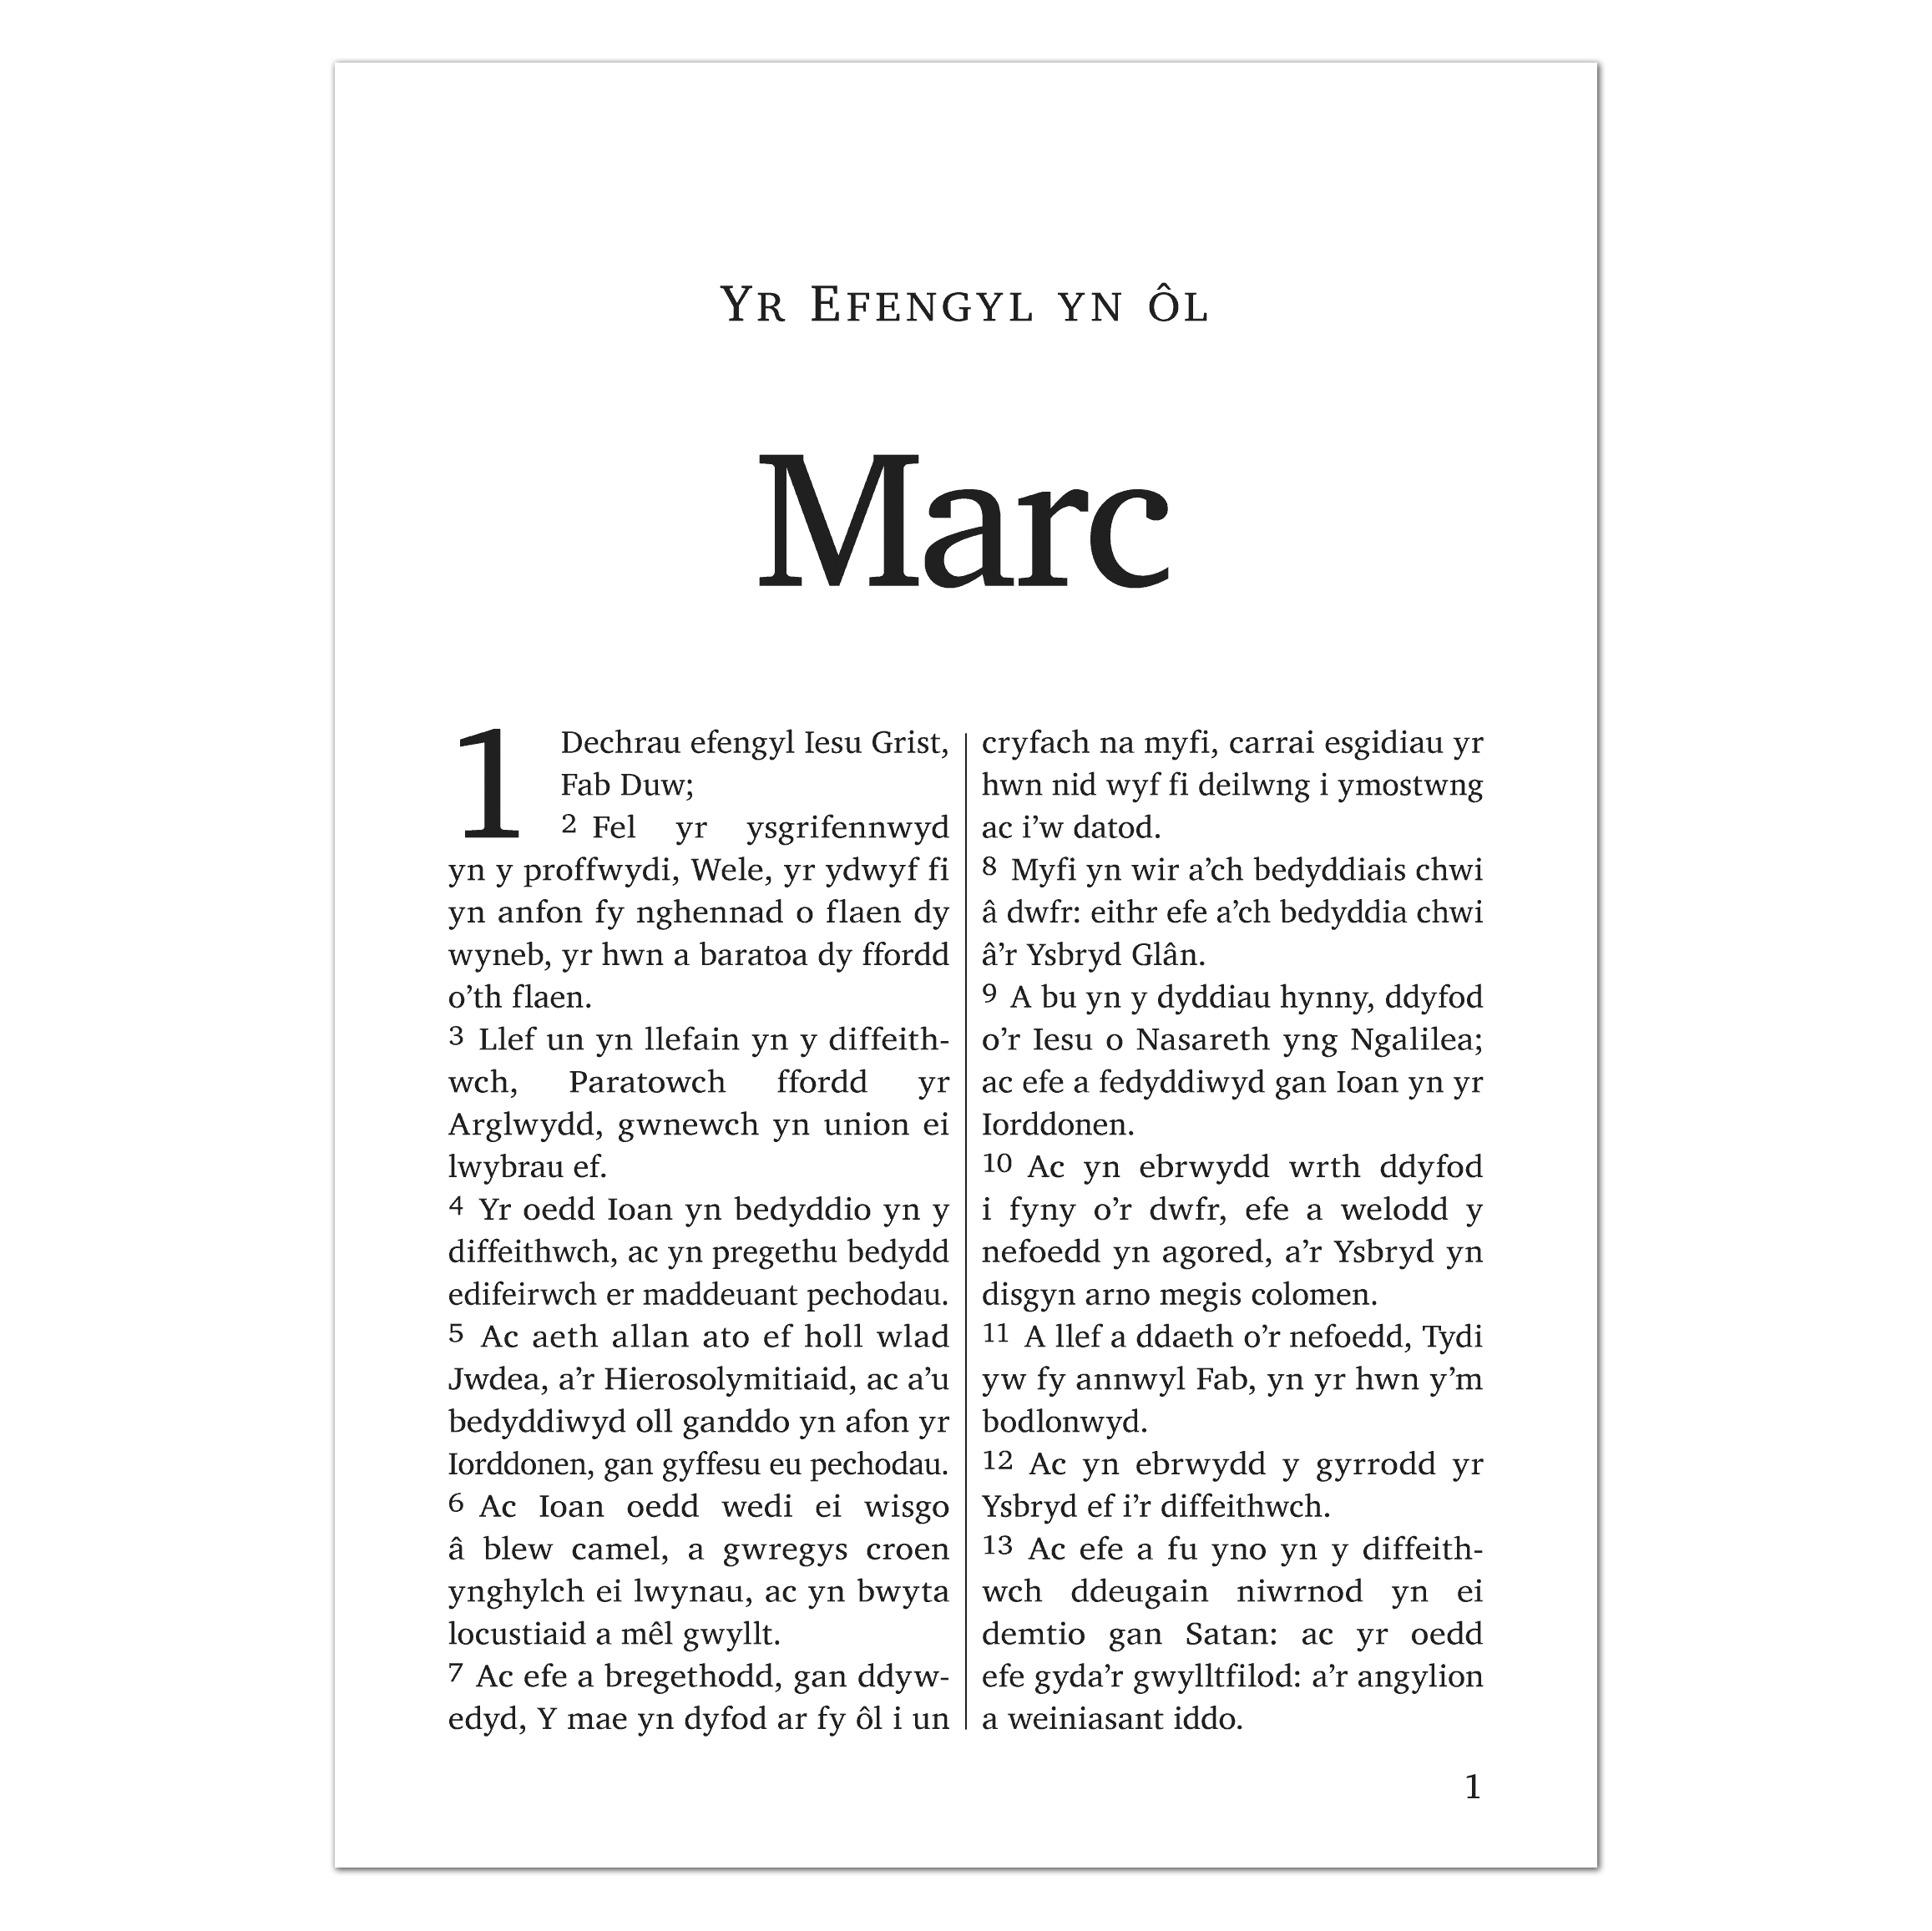 Yr Efengyl yn ôl
Marc
1 Dechrau efengyl Iesu Grist,
Fab Duw;
2 Fel yr ysgrifennwyd
yn y proffwydi, Wele, yr ydwyf fi
yn anfon fy nghennad o flaen dy
wyneb, yr hwn a baratoa dy ffordd
o’th flaen.
3 Llef un yn llefain yn y diffeith-
wch, Paratowch ffordd yr
Arglwydd, gwnewch yn union ei
lwybrau ef.
4 Yr oedd Ioan yn bedyddio yn y
diffeithwch, ac yn pregethu bedydd
edifeirwch er maddeuant pechodau.
5 Ac aeth allan ato ef holl wlad
Jwdea, a’r Hierosolymitiaid, ac a’u
bedyddiwyd oll ganddo yn afon yr
Iorddonen, gan gyffesu eu pechodau.
6 Ac Ioan oedd wedi ei wisgo
â blew camel, a gwregys croen
ynghylch ei lwynau, ac yn bwyta
locustiaid a mêl gwyllt.
7 Ac efe a bregethodd, gan ddyw-
edyd, Y mae yn dyfod ar fy ôl i un
cryfach na myfi, carrai esgidiau yr
hwn nid wyf fi deilwng i ymostwng
ac i’w datod.
8 Myfi yn wir a’ch bedyddiais chwi
â dwfr: eithr efe a’ch bedyddia chwi
â’r Ysbryd Glân.
9 A bu yn y dyddiau hynny, ddyfod
o’r Iesu o Nasareth yng Ngalilea;
ac efe a fedyddiwyd gan Ioan yn yr
Iorddonen.
10 Ac yn ebrwydd wrth ddyfod
i fyny o’r dwfr, efe a welodd y
nefoedd yn agored, a’r Ysbryd yn
disgyn arno megis colomen.
11 A llef a ddaeth o’r nefoedd, Tydi
yw fy annwyl Fab, yn yr hwn y’m
bodlonwyd.
12 Ac yn ebrwydd y gyrrodd yr
Ysbryd ef i’r diffeithwch.
13 Ac efe a fu yno yn y diffeith-
wch ddeugain niwrnod yn ei
demtio gan Satan: ac yr oedd
efe gyda’r gwylltfilod: a’r angylion
a weiniasant iddo.
1